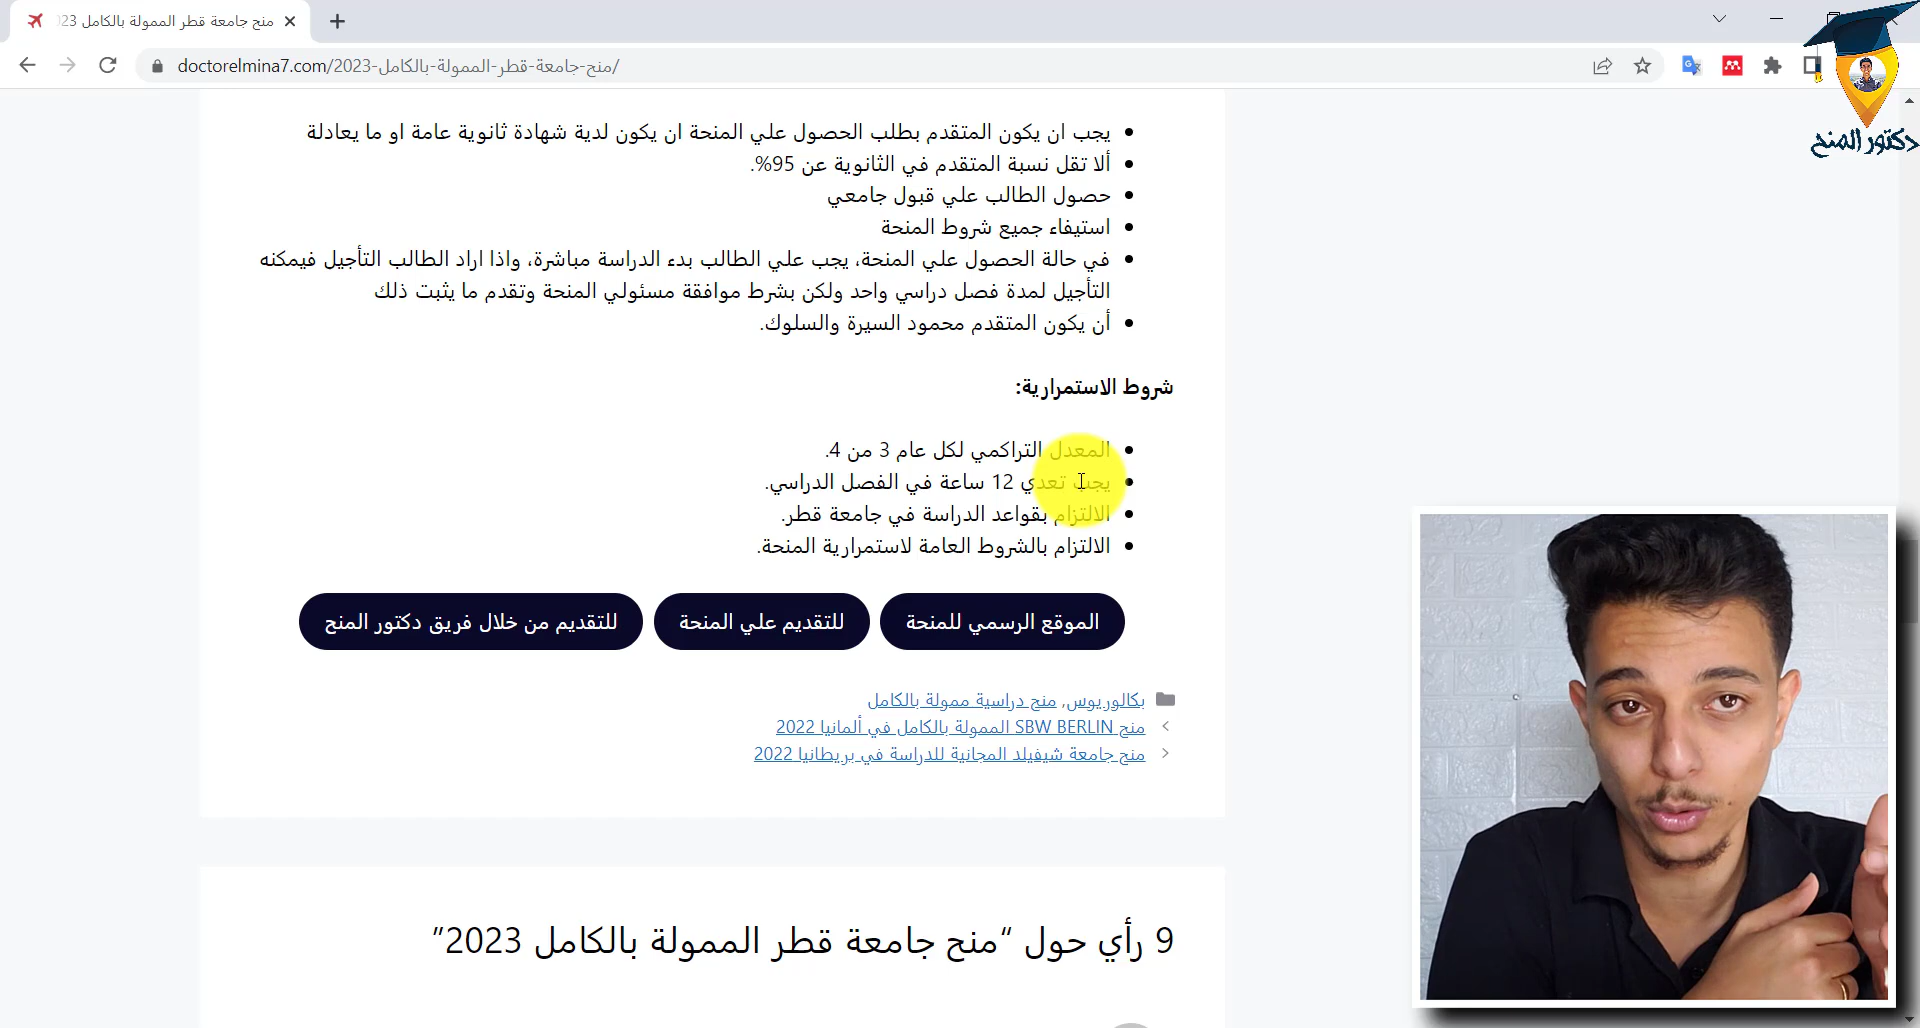 منح جامعة قطر الممولة بالكامل 23
doctorelmina7.com/2023-منح-جامعة-قطر-الممولة-بالكامل/
دكتور المنح
يجب ان يكون المتقدم بطلب الحصول علي المنحة ان يكون لدية شهادة ثانوية عامة او ما يعادلة
ألا تقل نسبة المتقدم في الثانوية عن 95%.
حصول الطالب علي قبول جامعي
استيفاء جميع شروط المنحة
في حالة الحصول علي المنحة، يجب علي الطالب بدء الدراسة مباشرة، واذا اراد الطالب التأجيل فيمكنه
التأجيل لمدة فصل دراسي واحد ولكن بشرط موافقة مسئولي المنحة وتقدم ما يثبت ذلك
أن يكون المتقدم محمود السيرة والسلوك.
شروط الاستمرارية:
المعدل التراكمي لكل عام 3 من 4.
يجب تعدي 12 ساعة في الفصل الدراسي.
الالتزام بقواعد الدراسة في جامعة قطر.
الالتزام بالشروط العامة لاستمرارية المنحة.
الموقع الرسمي للمنحة
للتقديم علي المنحة
للتقديم من خلال فريق دكتور المنح
بكالوريوس, منح دراسية ممولة بالكامل
منح SBW BERLIN الممولة بالكامل في ألمانيا 2022
منح جامعة شيفيلد المجانية للدراسة في بريطانيا 2022
9 رأي حول “منح جامعة قطر الممولة بالكامل 2023”